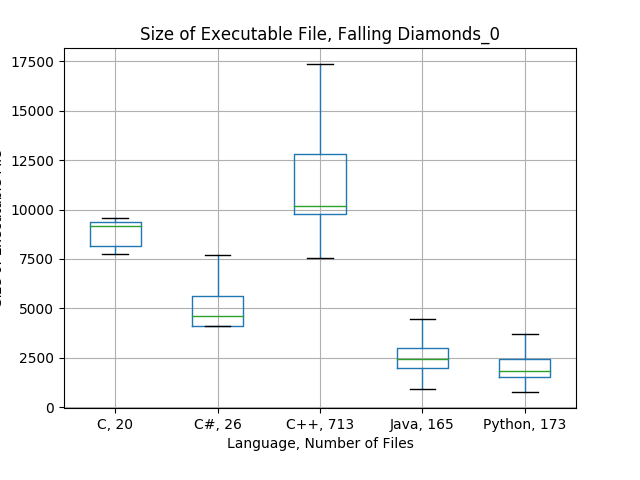 Size of Executable File, Falling Diamonds_0
17500
15000
12500
10000
7500
5000
2500
0
C, 20
C#, 26
C++, 713
Java, 165
Python, 173
Language, Number of Files